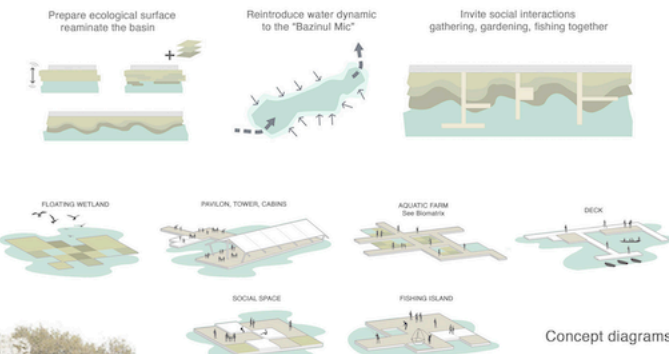 Prepare ecological surface
reaminate the basin
Reintroduce water dynamic
to the "Bazinul Mic"
Invite social interactions
gathering, gardening, fishing together
FLOATING WETLAND
PAVILON, TOWER, CABINS
AQUATIC FARM
See Biomatrix
DECK
SOCIAL SPACE
FISHING ISLAND
Concept diagrams